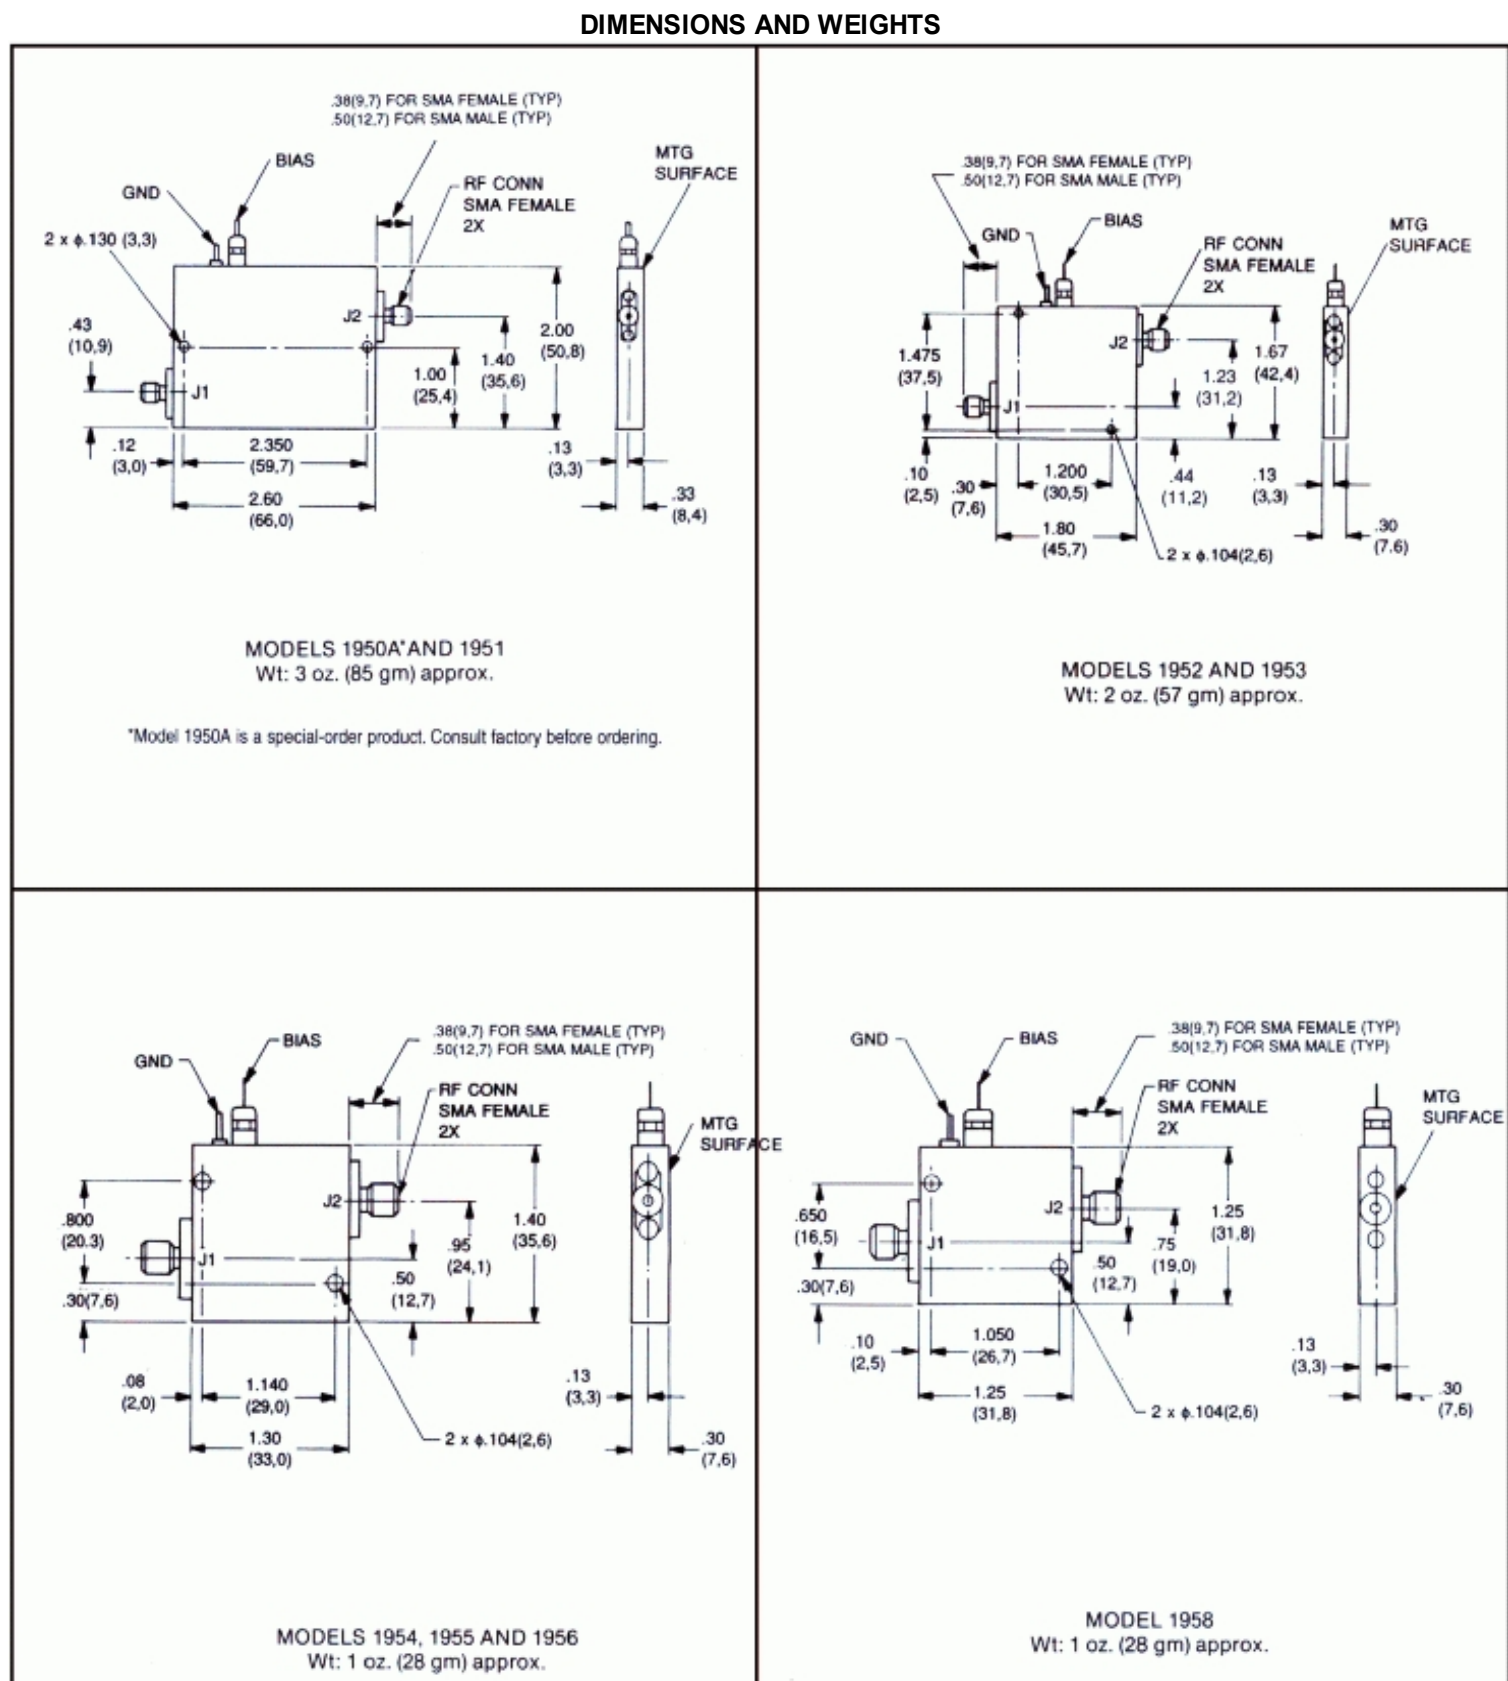 DIMENSIONS AND WEIGHTS
.38(9,7) FOR SMA FEMALE (TYP)
.50(12,7) FOR SMA MALE (TYP)
BIAS
MTG
SURFACE
GND
RF CONN
SMA FEMALE
2X
2 x ϕ.130 (3,3)
J2
.43
(10,9)
2.00
(50,8)
1.40
(35,6)
1.00
(25,4)
J1
.12
(3,0)
2.350
(59,7)
.13
(3,3)
2.60
(66,0)
.33
(8,4)
MODELS 1950A* AND 1951
Wt: 3 oz. (85 gm) approx.
*Model 1950A is a special-order product. Consult factory before ordering.
.38(9,7) FOR SMA FEMALE (TYP)
.50(12,7) FOR SMA MALE (TYP)
BIAS
GND
RF CONN
SMA FEMALE
2X
MTG
SURFACE
J2
1.475
(37,5)
1.67
(42,4)
1.23
(31,2)
J1
.10
(2,5)
.30
(7,6)
1.200
(30,5)
.44
(11,2)
.13
(3,3)
1.80
(45,7)
2 x ϕ.104(2,6)
.30
(7.6)
MODELS 1952 AND 1953
Wt: 2 oz. (57 gm) approx.
.38(9,7) FOR SMA FEMALE (TYP)
.50(12,7) FOR SMA MALE (TYP)
BIAS
GND
RF CONN
SMA FEMALE
2X
MTG
SURFACE
J2
.800
(20.3)
1.40
(35,6)
.95
(24,1)
J1
.50
(12,7)
.30(7,6)
.08
(2,0)
1.140
(29,0)
.13
(3,3)
1.30
(33,0)
2 x ϕ.104(2,6)
.30
(7,6)
MODELS 1954, 1955 AND 1956
Wt: 1 oz. (28 gm) approx.
.38(9,7) FOR SMA FEMALE (TYP)
.50(12,7) FOR SMA MALE (TYP)
GND
BIAS
RF CONN
SMA FEMALE
2X
MTG
SURFACE
J2
.650
(16,5)
1.25
(31,8)
J1
.75
(19,0)
.50
(12,7)
.30(7,6)
.10
(2,5)
1.050
(26,7)
.13
(3,3)
1.25
(31,8)
2 x ϕ.104(2,6)
.30
(7,6)
MODEL 1958
Wt: 1 oz. (28 gm) approx.